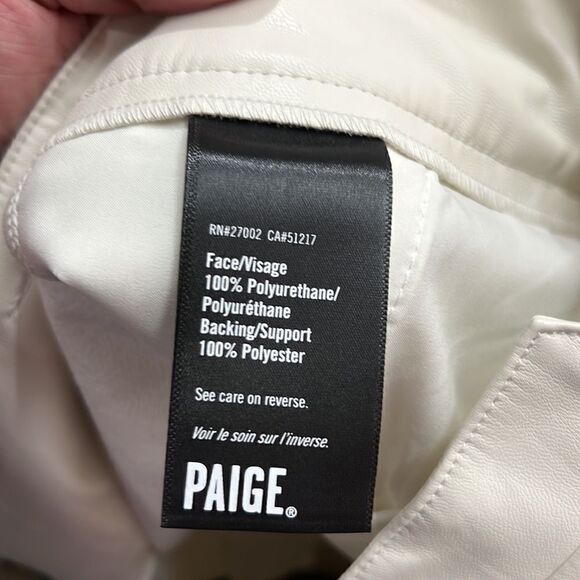 RN#27002 CA#51217
Face/Visage
100% Polyurethane/
Polyuréthane
Backing/Support
100% Polyester
See care on reverse.
Voir le soin sur l'inverse.
PAIGE®